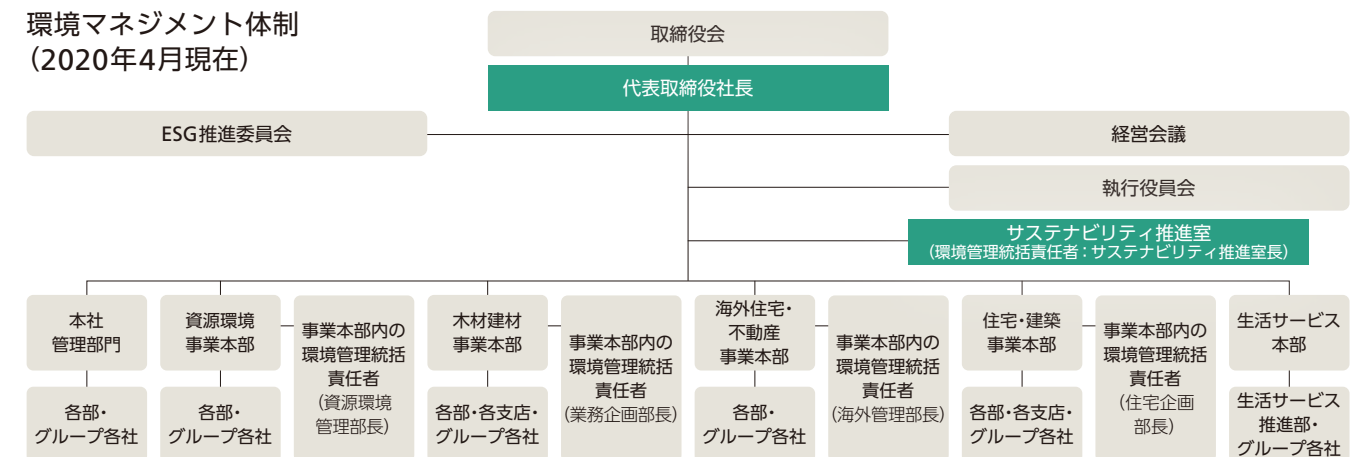 環境マネジメント体制
（2020年4月現在）
取締役会
代表取締役社長
ESG推進委員会
経営会議
執行役員会
サステナビリティ推進室
（環境管理統括責任者：サステナビリティ推進室長）
本社
管理部門
各部・
グループ各社
資源環境
事業本部
各部・
グループ各社
事業本部内の
環境管理統括
責任者
（資源環境
管理部長）
木材建材
事業本部
各部・各支店・
グループ各社
事業本部内の
環境管理統括
責任者
（業務企画部長）
海外住宅・
不動産
事業本部
各部・
グループ各社
事業本部内の
環境管理統括
責任者
（海外管理部長）
住宅・建築
事業本部
各部・各支店・
グループ各社
事業本部内の
環境管理統括
責任者
（住宅企画
部長）
生活サービス
本部
生活サービス
推進部・
グループ各社